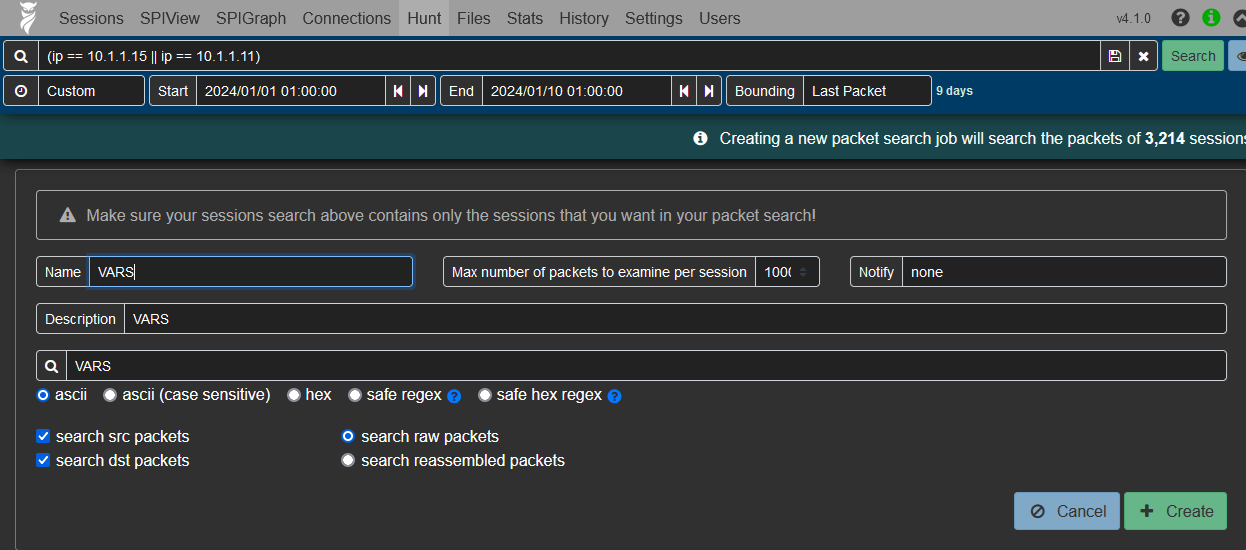 Sessions SPIView SPIGraph Connections Hunt Files Stats History Settings Users v4.1.0
(ip == 10.1.1.15 || ip == 10.1.1.11) Search
Custom Start 2024/01/01 01:00:00 End 2024/01/10 01:00:00 Bounding Last Packet 9 days
Creating a new packet search job will search the packets of 3,214 sessions
Make sure your sessions search above contains only the sessions that you want in your packet search!
Name VARS Max number of packets to examine per session 1000 Notify none
Description VARS
VARS
ascii ascii (case sensitive) hex safe regex ? safe hex regex ?
search src packets search raw packets
search dst packets search reassembled packets
Cancel Create